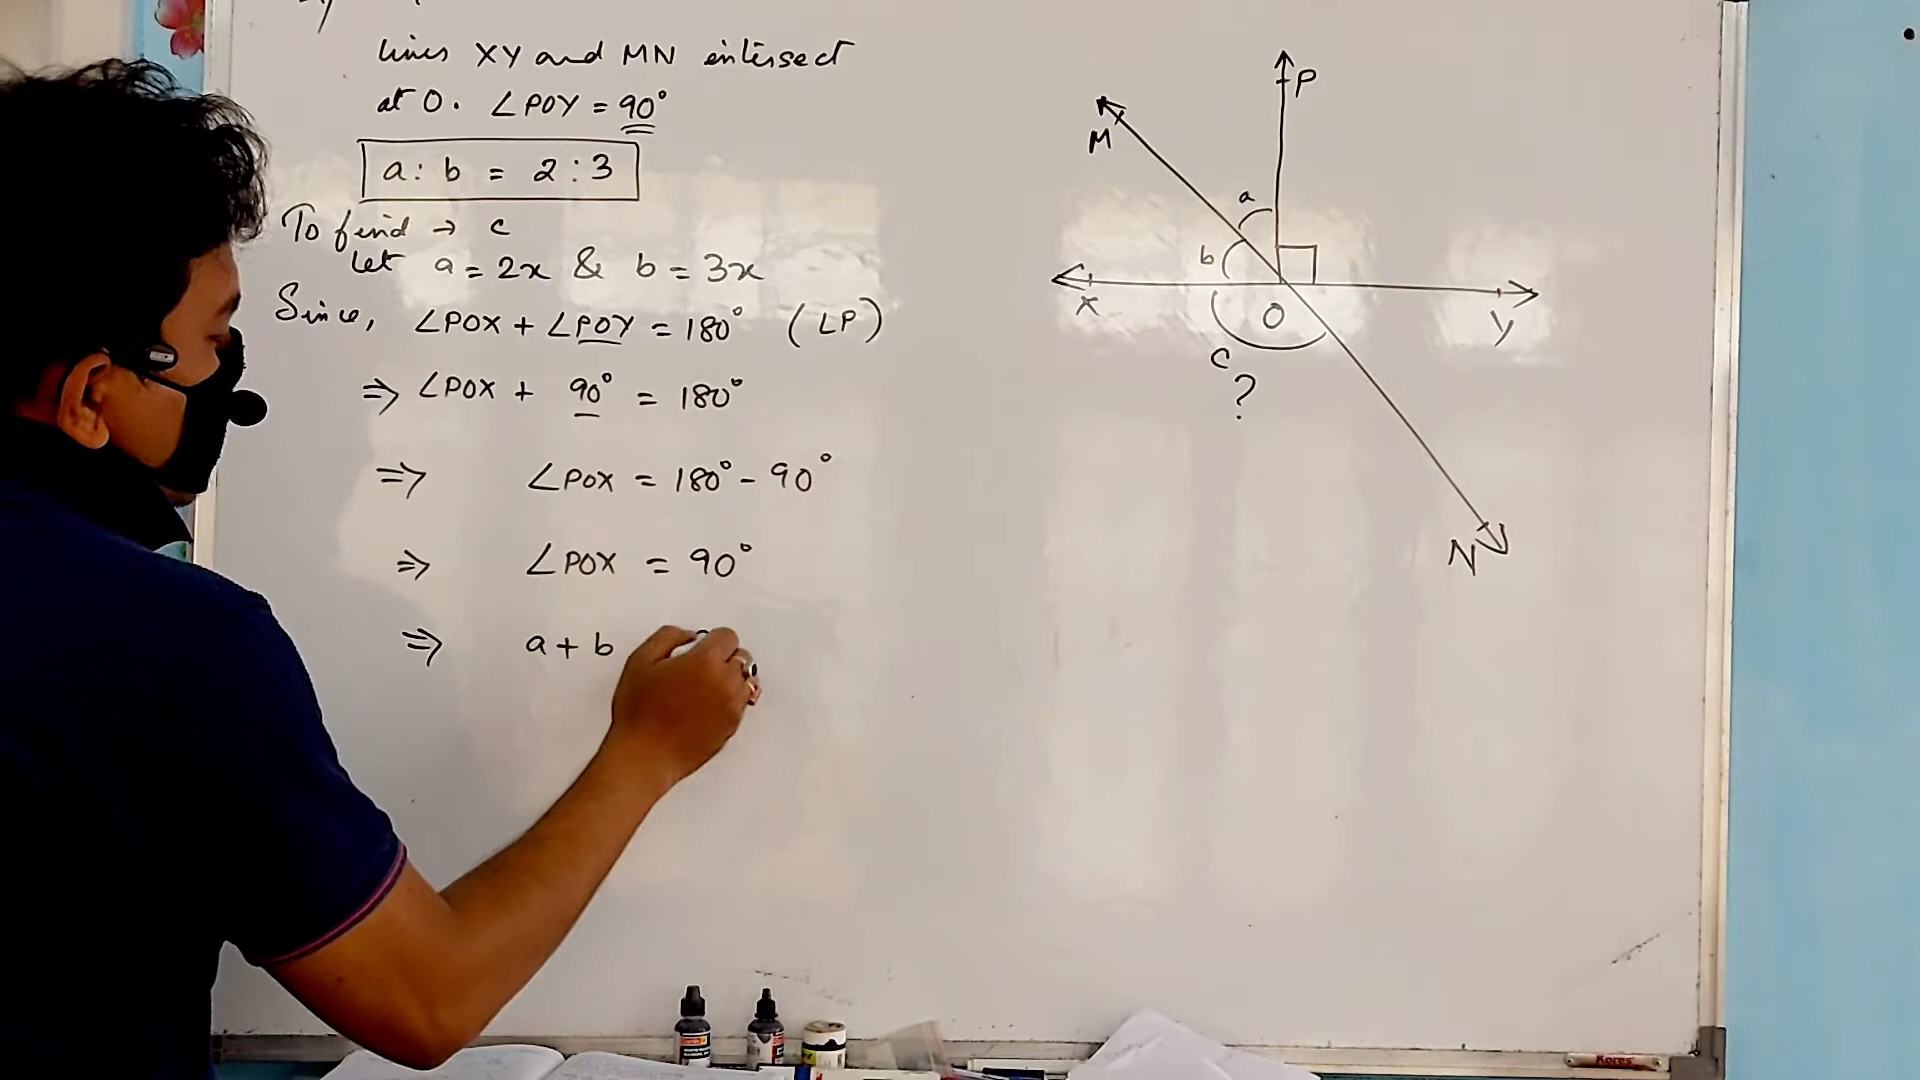 lines XY and MN intersect
at O. ∠POY = 90°
a : b = 2 : 3
To find → c
let a = 2x & b = 3x
Since, ∠POX + ∠POY = 180° (LP)
⇒ ∠POX + 90° = 180°
⇒ ∠POX = 180° - 90°
⇒ ∠POX = 90°
⇒ a + b
P
M
a
b
X
O
Y
c
?
N
Kores